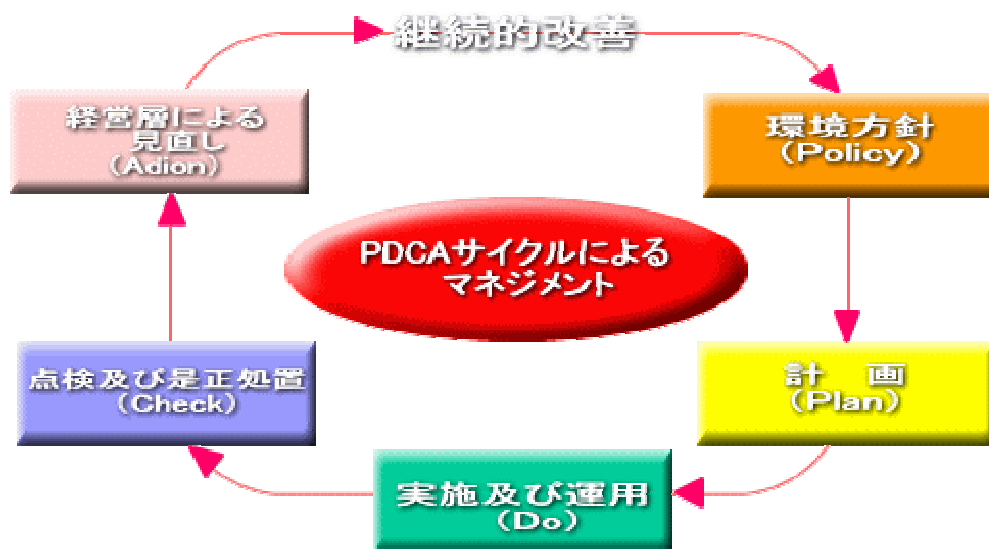 継続的改善
経営層による
見直し
(Adion)
環境方針
(Policy)
PDCAサイクルによる
マネジメント
点検及び是正処置
(Check)
計　画
(Plan)
実施及び運用
(Do)